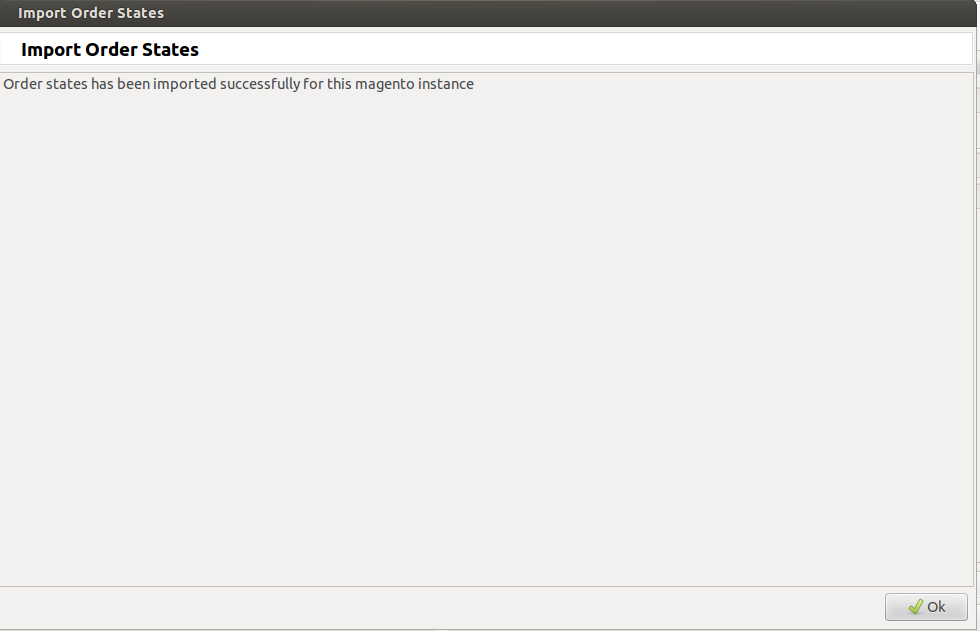 Import Order States
Import Order States
Order states has been imported successfully for this magento instance
Ok